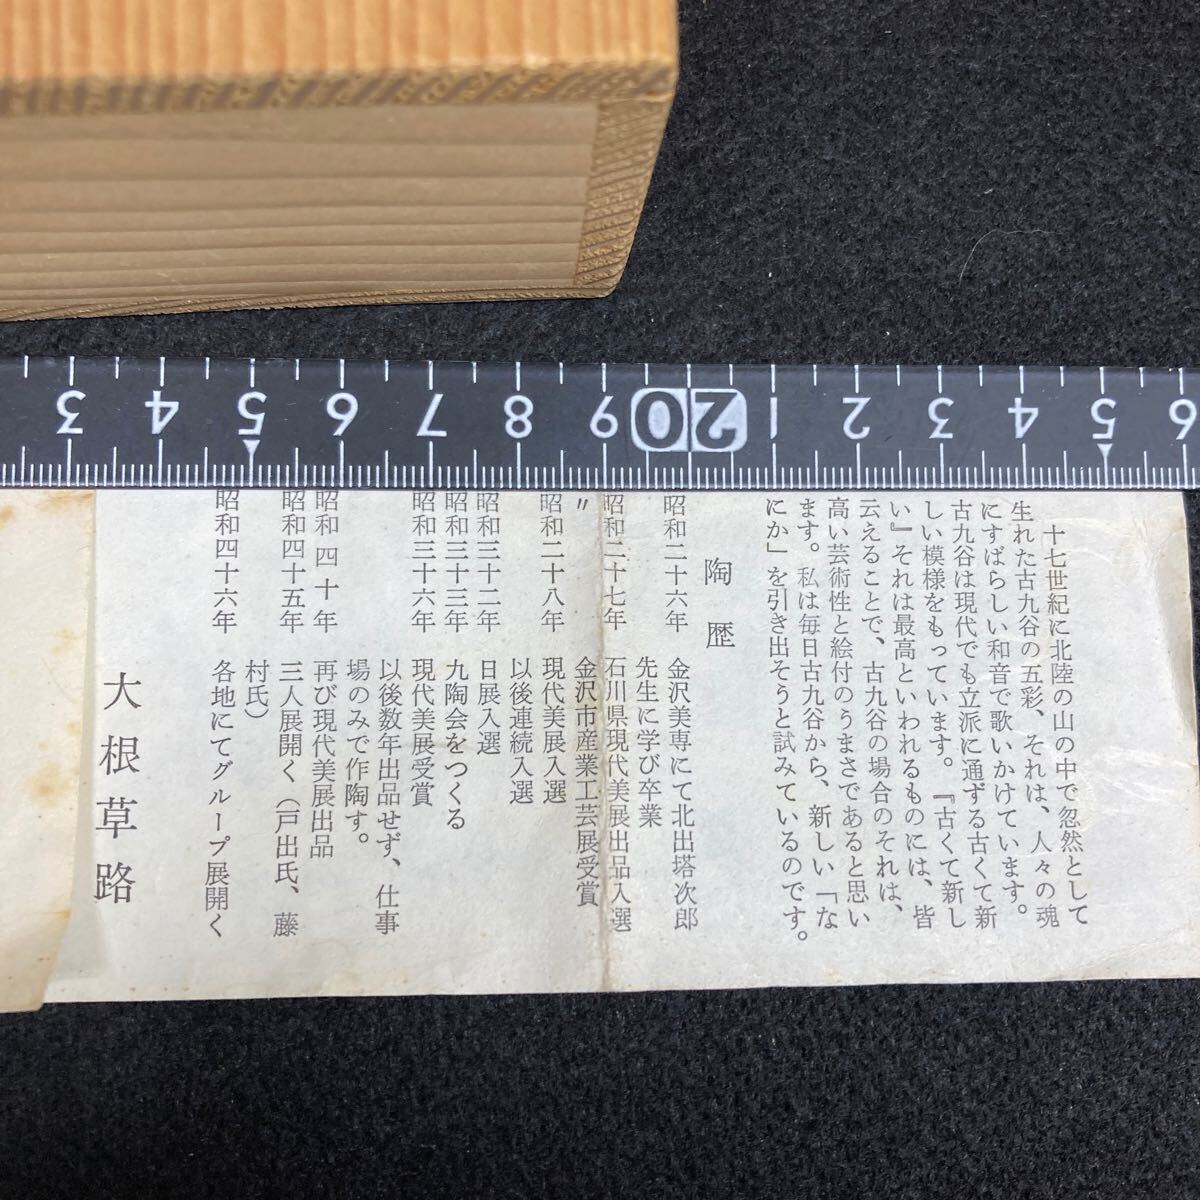 3 4 5 6 7 8 9 20 1 2 3 4 5 6
十七世紀に北陸の山の中で忽然として
生れた古九谷の五彩、それは、人々の魂
にすばらしい和音で歌いかけています。
古九谷は現代でも立派に通ずる古くて新
しい模様をもっています。『古くて新し
い』それは最高といわれるものには、皆
云えることで、古九谷の場合のそれは、
高い芸術性と絵付のうまさであると思い
ます。私は毎日古九谷から、新しい「な
にか」を引き出そうと試みているのです。
陶歴
昭和二十六年 金沢美専にて北出塔次郎
先生に学び卒業
昭和二十七年 石川県現代美展出品入選
〃 金沢市産業工芸展受賞
昭和二十八年 現代美展入選
以後連続入選
昭和三十二年 日展入選
昭和三十三年 九陶会をつくる
昭和三十六年 現代美展受賞
以後数年出品せず、仕事
場のみで作陶。
昭和四十年 再び現代美展出品
昭和四十五年 三人展開く（戸出氏、藤
村氏）
昭和四十六年 各地にてグループ展開く
大根草路